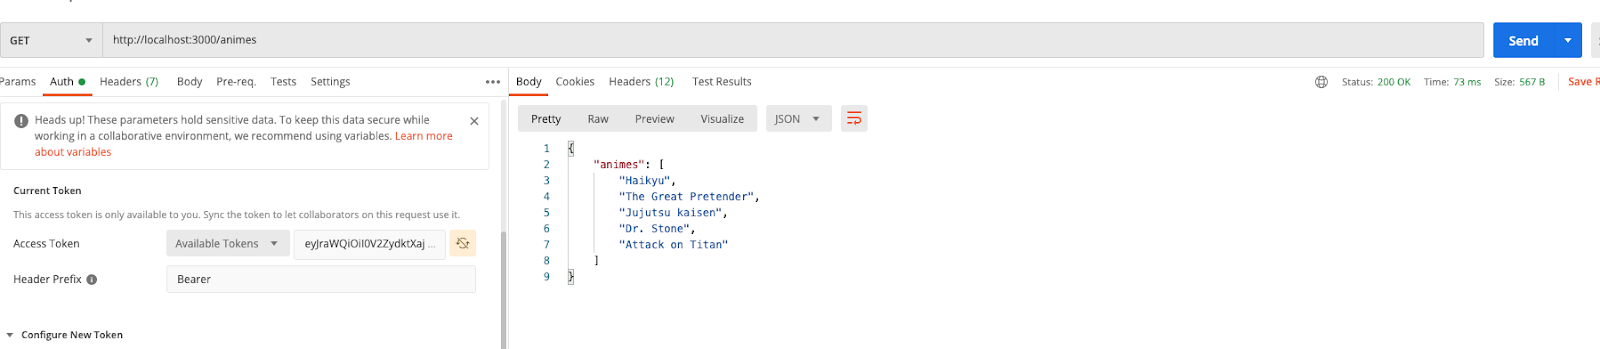 GET http://localhost:3000/animes Send
Params Auth Headers (7) Body Pre-req. Tests Settings
Heads up! These parameters hold sensitive data. To keep this data secure while
working in a collaborative environment, we recommend using variables. Learn more
about variables
Current Token
This access token is only available to you. Sync the token to let collaborators on this request use it.
Access Token Available Tokens
Header Prefix Bearer
Configure New Token
Body Cookies Headers (12) Test Results Status: 200 OK Time: 73 ms Size: 567 B Save R
Pretty Raw Preview Visualize JSON
1 {
2 "animes": [
3 "Haikyu",
4 "The Great Pretender",
5 "Jujutsu kaisen",
6 "Dr. Stone",
7 "Attack on Titan"
8 ]
9 }